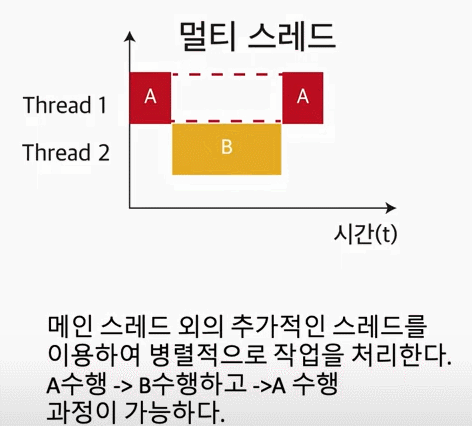 멀티 스레드
Thread 1
A
A
Thread 2
B
시간(t)
메인 스레드 외의 추가적인 스레드를
이용하여 병렬적으로 작업을 처리한다.
A수행 -> B수행하고 ->A 수행
과정이 가능하다.